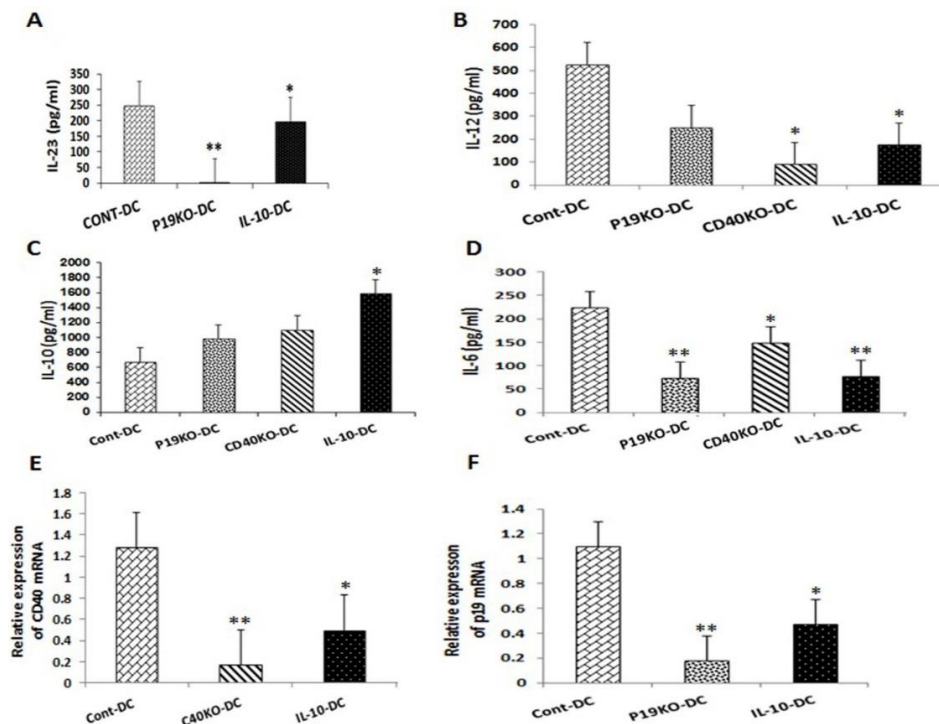 A
IL-23 (pg/ml)
350
300
250
200
150
100
50
0
**
*
CONT-DC
P19KO-DC
IL-10-DC
B
IL-12 (pg/ml)
700
600
500
400
300
200
100
0
*
*
Cont-DC
P19KO-DC
CD40KO-DC
IL-10-DC
C
IL-10 (pg/ml)
2000
1800
1600
1400
1200
1000
800
600
400
200
0
*
Cont-DC
P19KO-DC
CD40KO-DC
IL-10-DC
D
IL-6 (pg/ml)
300
250
200
150
100
50
0
**
*
**
Cont-DC
P19KO-DC
CD40KO-DC
IL-10-DC
E
Relative expression
of CD40 mRNA
1.8
1.6
1.4
1.2
1
0.8
0.6
0.4
0.2
0
**
*
Cont-DC
C40KO-DC
IL-10-DC
F
Relative expresson
of p19 mRNA
1.4
1.2
1
0.8
0.6
0.4
0.2
0
**
*
Cont-DC
P19KO-DC
IL-10-DC